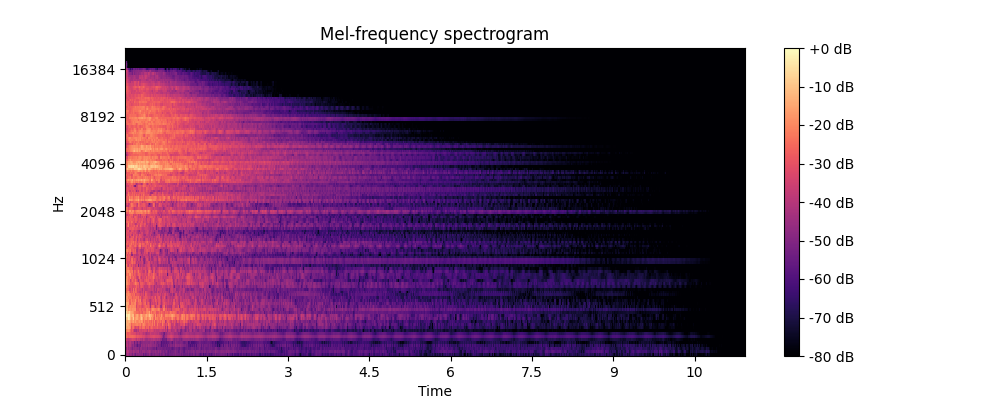 Mel-frequency spectrogram
Hz
16384
8192
4096
2048
1024
512
0
0 1.5 3 4.5 6 7.5 9 10
Time
+0 dB
-10 dB
-20 dB
-30 dB
-40 dB
-50 dB
-60 dB
-70 dB
-80 dB